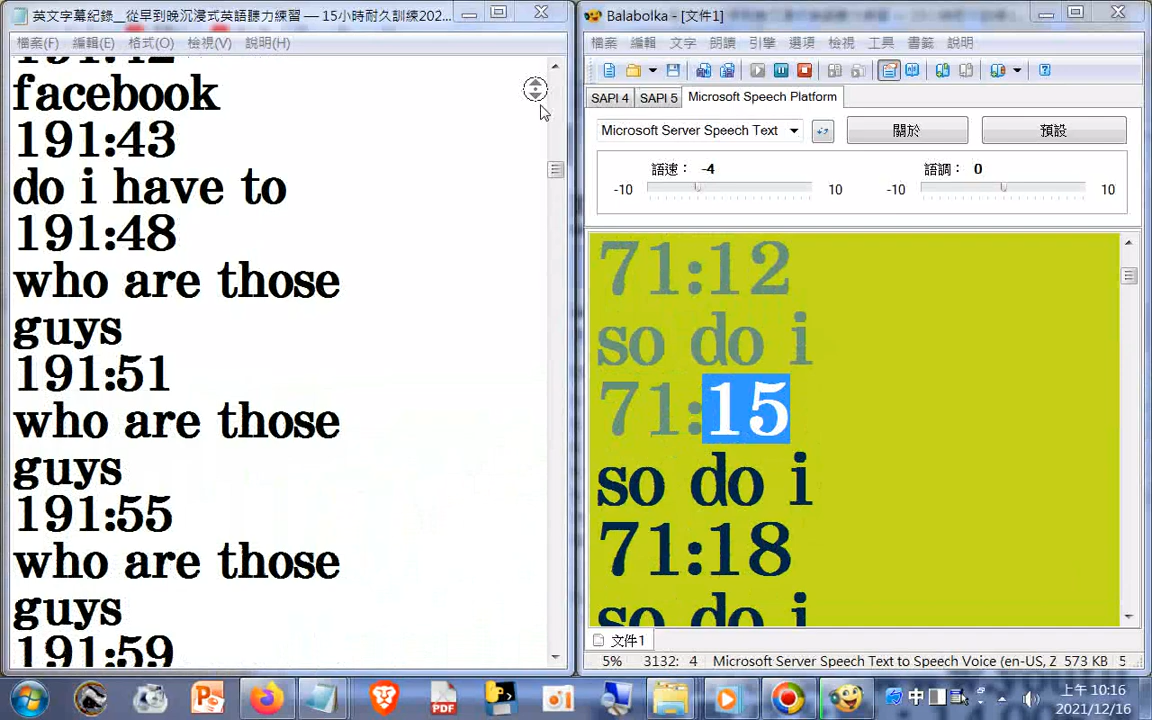 英文字幕紀錄__從早到晚沉浸式英語聽力練習 — 15小時耐久訓練202...
檔案(F) 編輯(E) 格式(O) 檢視(V) 說明(H)
191:42
facebook
191:43
do i have to
191:48
who are those
guys
191:51
who are those
guys
191:55
who are those
guys
191:59
Balabolka - [文件1]
檔案 編輯 文字 朗讀 引擎 選項 檢視 工具 書籤 說明
SAPI 4 SAPI 5 Microsoft Speech Platform
Microsoft Server Speech Text 關於 預設
語速： -4 語調： 0
-10 10 -10 10
71:12
so do i
71:15
so do i
71:18
so do i
文件1
5% 3132: 4 Microsoft Server Speech Text to Speech Voice (en-US, Z 573 KB 5
中
上午 10:16
2021/12/16